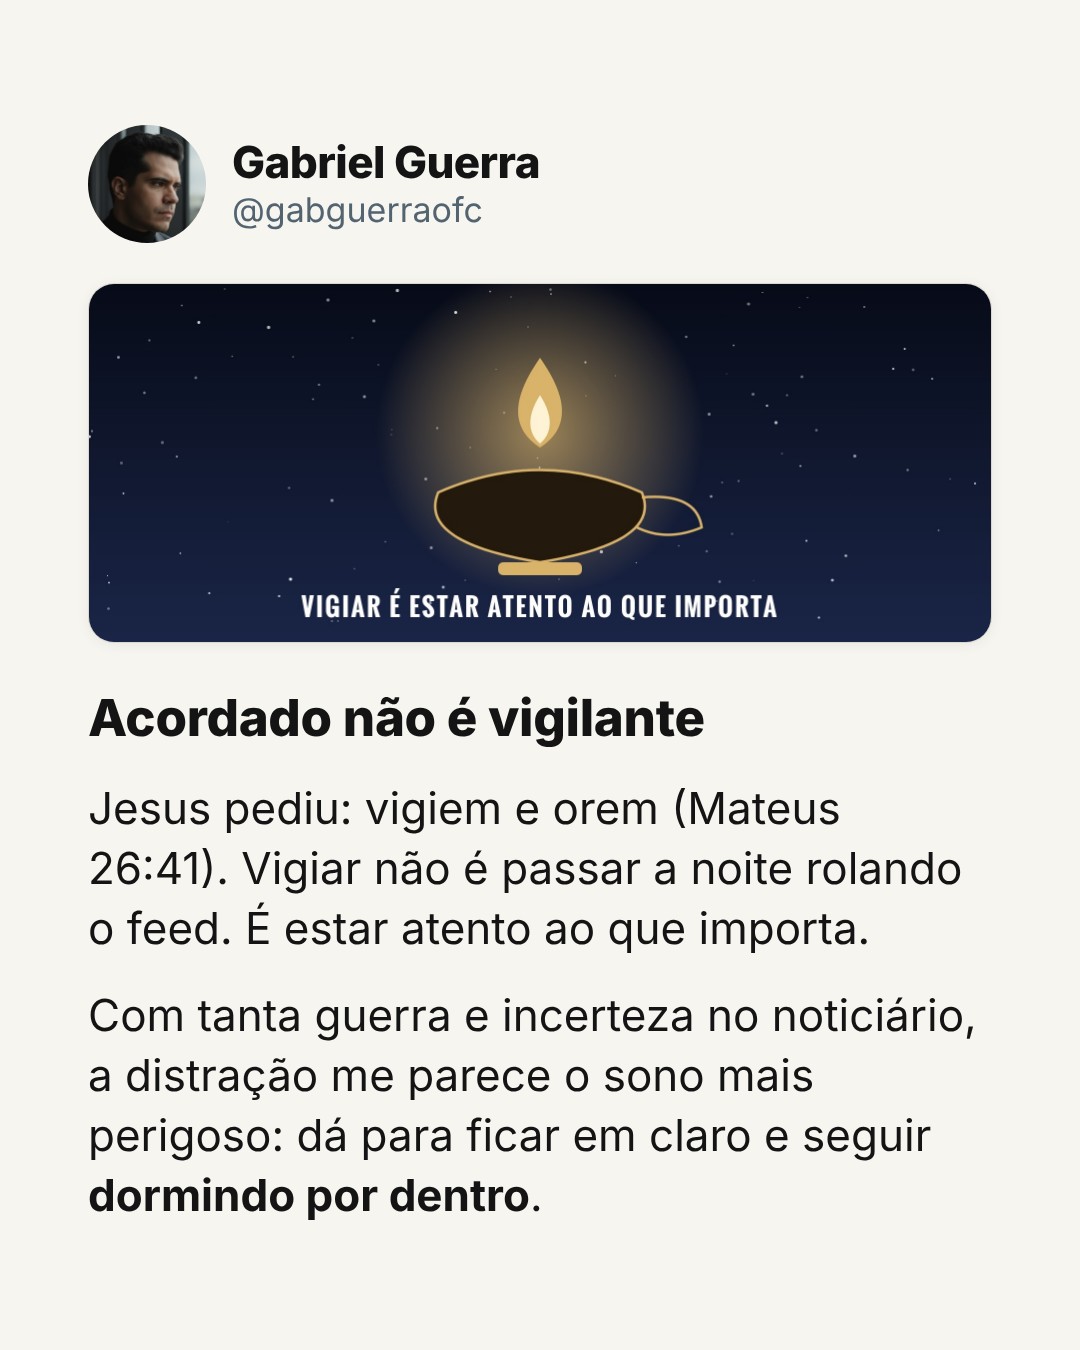 Gabriel Guerra
@gabguerraofc
VIGIAR É ESTAR ATENTO AO QUE IMPORTA
Acordado não é vigilante
Jesus pediu: vigiem e orem (Mateus
26:41). Vigiar não é passar a noite rolando
o feed. É estar atento ao que importa.
Com tanta guerra e incerteza no noticiário,
a distração me parece o sono mais
perigoso: dá para ficar em claro e seguir
dormindo por dentro.